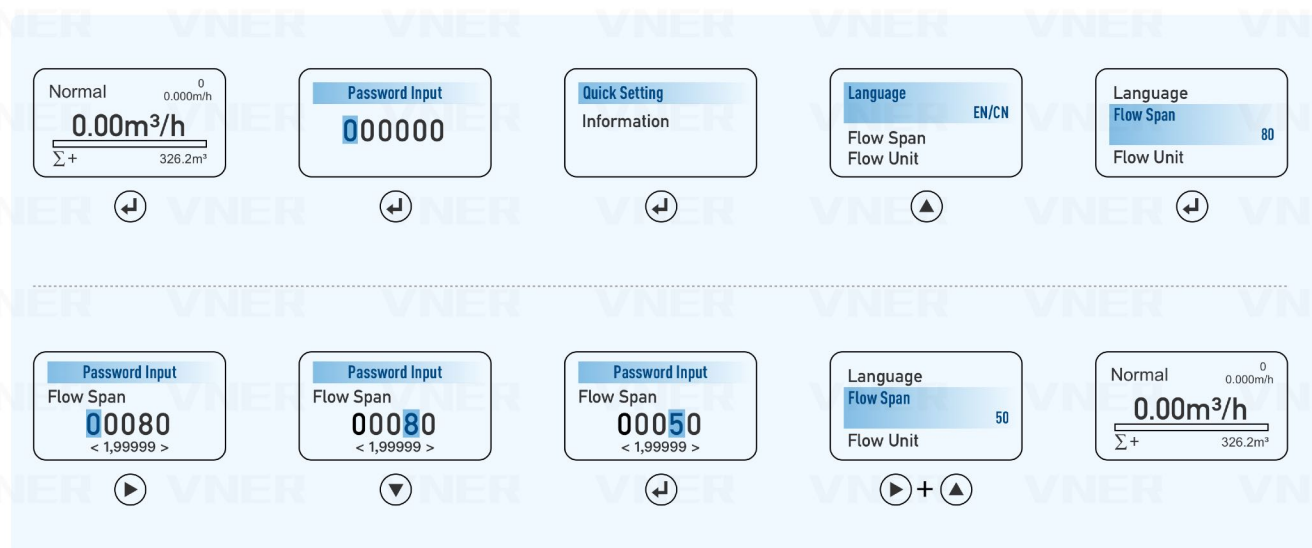 Normal
0
0.000m/h
0.00m³/h
∑+
326.2m³
Password Input
000000
Quick Setting
Information
Language
EN/CN
Flow Span
Flow Unit
Language
Flow Span
80
Flow Unit
Password Input
Flow Span
00080
< 1,99999 >
Password Input
Flow Span
00080
< 1,99999 >
Password Input
Flow Span
00050
< 1,99999 >
Language
Flow Span
50
Flow Unit
+
Normal
0
0.000m/h
0.00m³/h
∑+
326.2m³
VNER